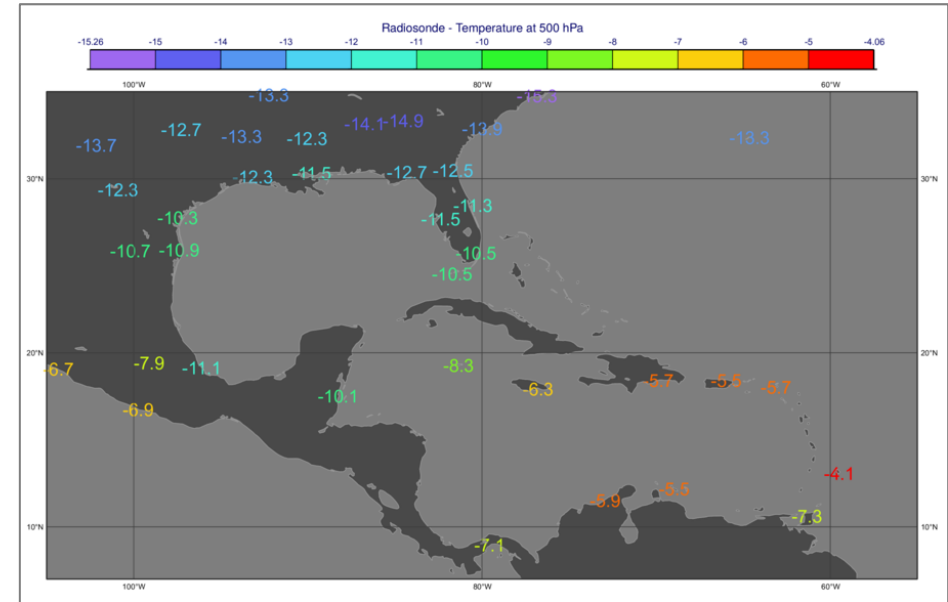 Radiosonde - Temperature at 500 hPa
-15.26 -15 -14 -13 -12 -11 -10 -9 -8 -7 -6 -5 -4.06
100°W 80°W 60°W
-13.3 -15.3
-14.1 -14.9
-12.7 -13.3 -12.3 -13.9 -13.3
-13.7
30°N -12.3 -11.5 -12.7 -12.5 30°N
-12.3
-10.3 -11.5 -11.3
-10.7 -10.9 -10.5
-10.5
20°N 20°N
-6.7 -7.9 -11.1 -8.3
-6.9 -10.1 -6.3 -5.7 -5.5 -5.7
-4.1
-5.9 -5.5
10°N -7.3 10°N
-7.1
100°W 80°W 60°W